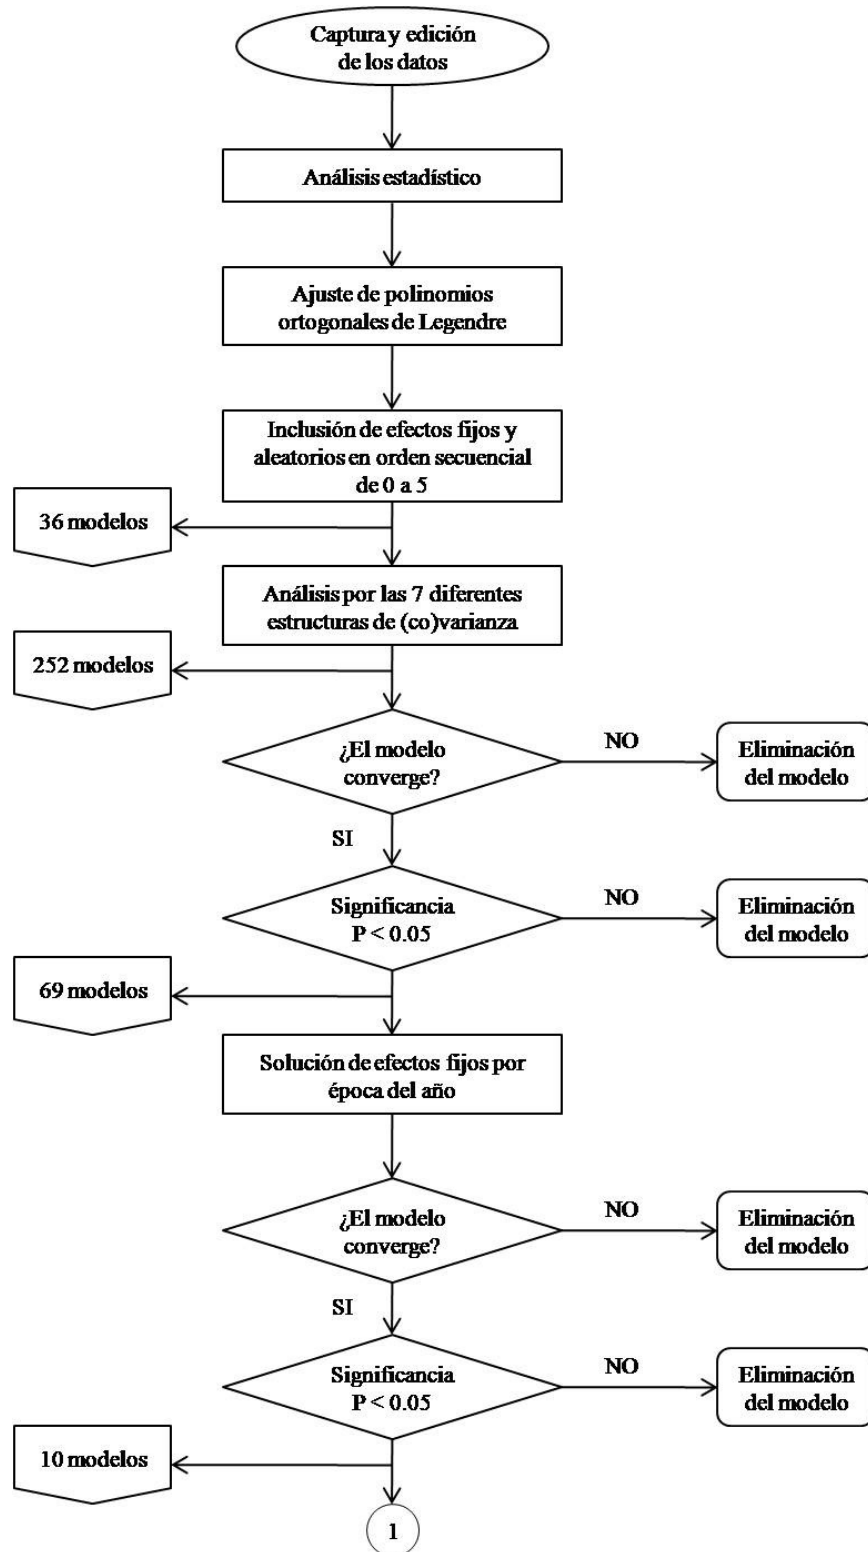 Captura y edición
de los datos
Análisis estadístico
Ajuste de polinomios
ortogonales de Legendre
Inclusión de efectos fijos y
aleatorios en orden secuencial
de 0 a 5
36 modelos
Análisis por las 7 diferentes
estructuras de (co)varianza
252 modelos
¿El modelo
converge?
NO
Eliminación
del modelo
SI
Significancia
P < 0.05
NO
Eliminación
del modelo
69 modelos
Solución de efectos fijos por
época del año
¿El modelo
converge?
NO
Eliminación
del modelo
SI
Significancia
P < 0.05
NO
Eliminación
del modelo
10 modelos
1